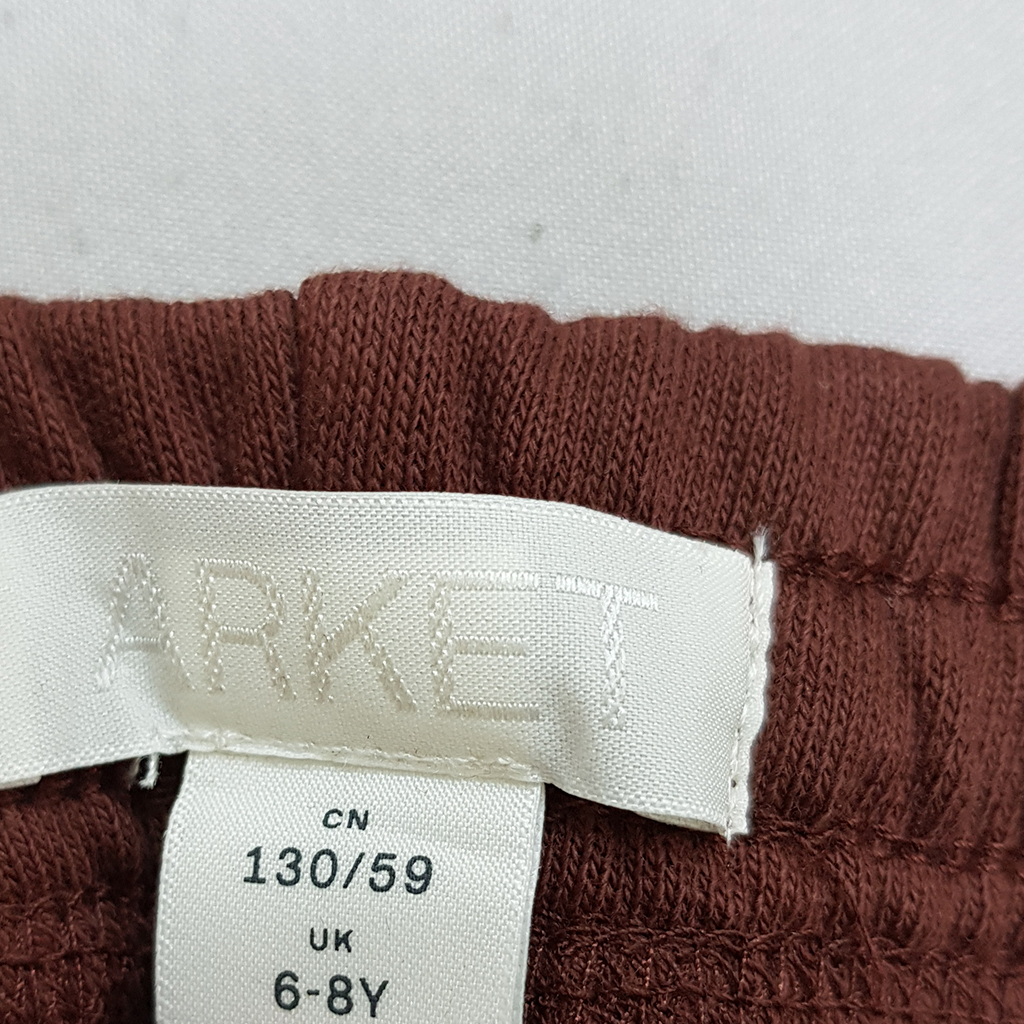 ARKET
CN
130/59
UK
6-8Y